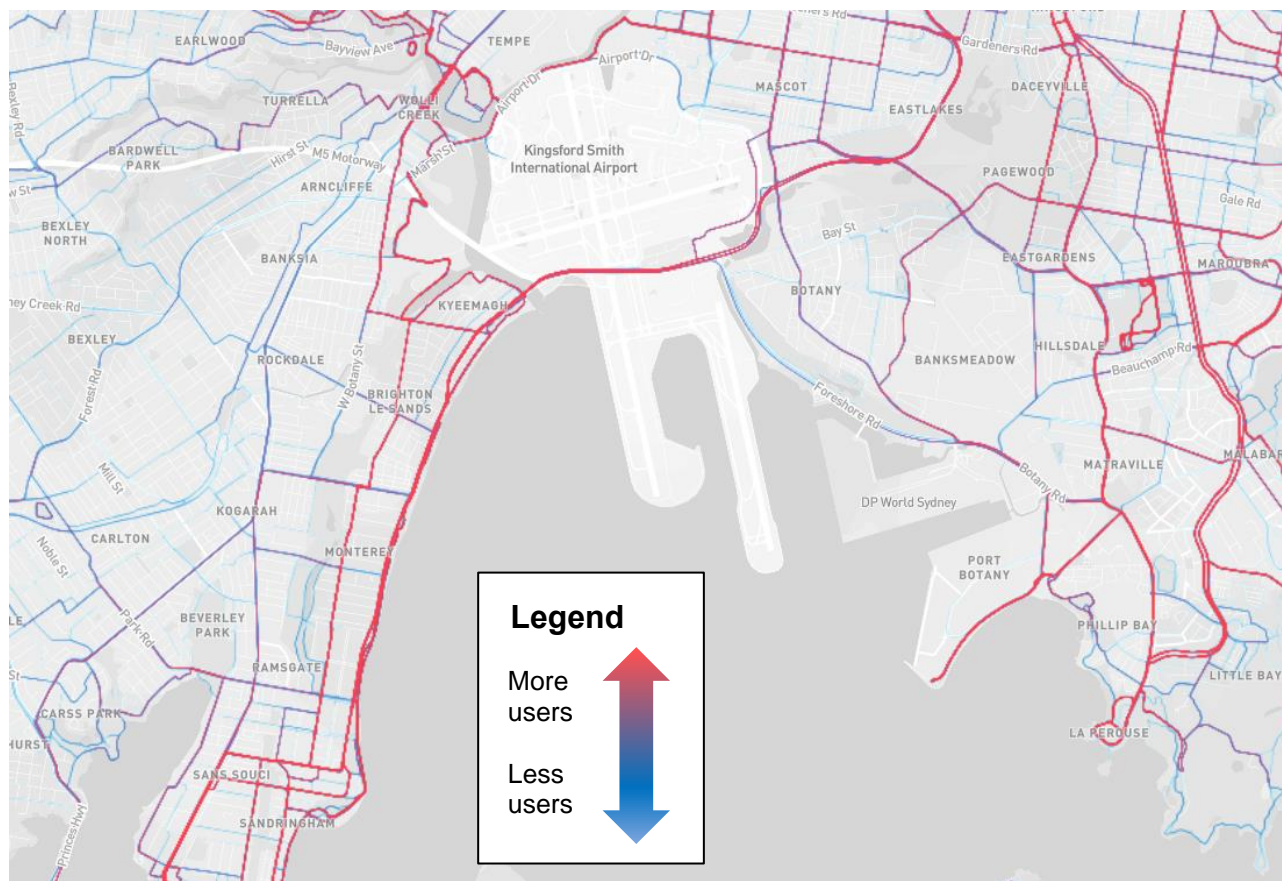 EARLWOOD
Bayview Ave
TEMPE
Gardeners Rd
Airport Dr
DACEYVILLE
MASCOT
TURRELLA
WOLLI
CREEK
Airport Dr
EASTLAKES
Bexley Rd
BARDWELL
PARK
Hirst St
M5 Motorway
Marsh St
Kingsford Smith
International Airport
PAGEWOOD
ARNCLIFFE
Gale Rd
BEXLEY
NORTH
BANKSIA
Bay St
EASTGARDENS
MAROUBRA
BOTANY
KYEEMAGH
BEXLEY
ROCKDALE
W Botany St
BANKSMEADOW
HILLSDALE
Beauchamp Rd
Forest Rd
BRIGHTON
LE SANDS
Foreshore Rd
MATRAVILLE
MALABAR
Mill St
Botany Rd
DP World Sydney
KOGARAH
CARLTON
MONTEREY
Noble St
PORT
BOTANY
BEVERLEY
PARK
Park Rd
PHILLIP BAY
RAMSGATE
LITTLE BAY
CARSS PARK
LA PEROUSE
SANS SOUCI
SANDRINGHAM
Princes Hwy
Legend
More
users
Less
users